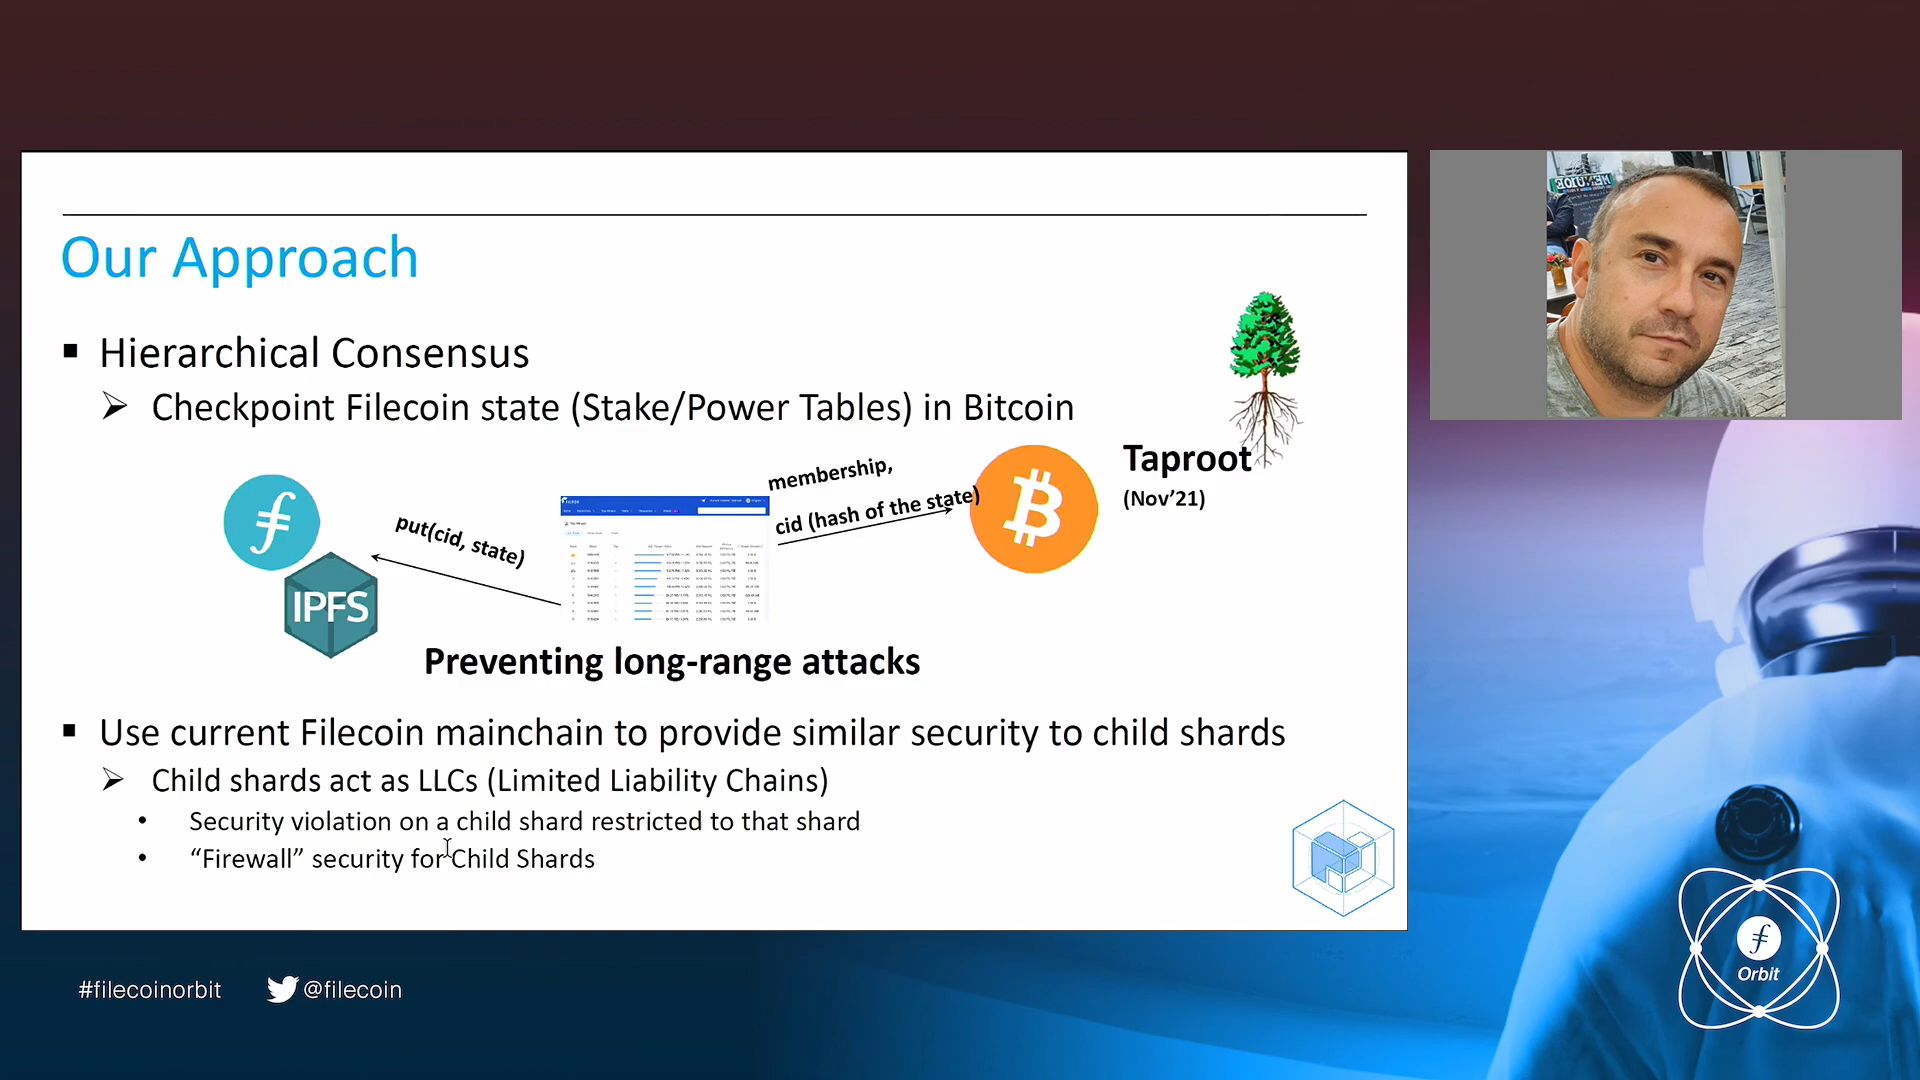 Our Approach
Hierarchical Consensus
Checkpoint Filecoin state (Stake/Power Tables) in Bitcoin
Taproot
(Nov’21)
membership,
cid (hash of the state)
put(cid, state)
IPFS
Preventing long-range attacks
Use current Filecoin mainchain to provide similar security to child shards
Child shards act as LLCs (Limited Liability Chains)
• Security violation on a child shard restricted to that shard
• “Firewall” security for Child Shards
#filecoinorbit
@filecoin
Orbit